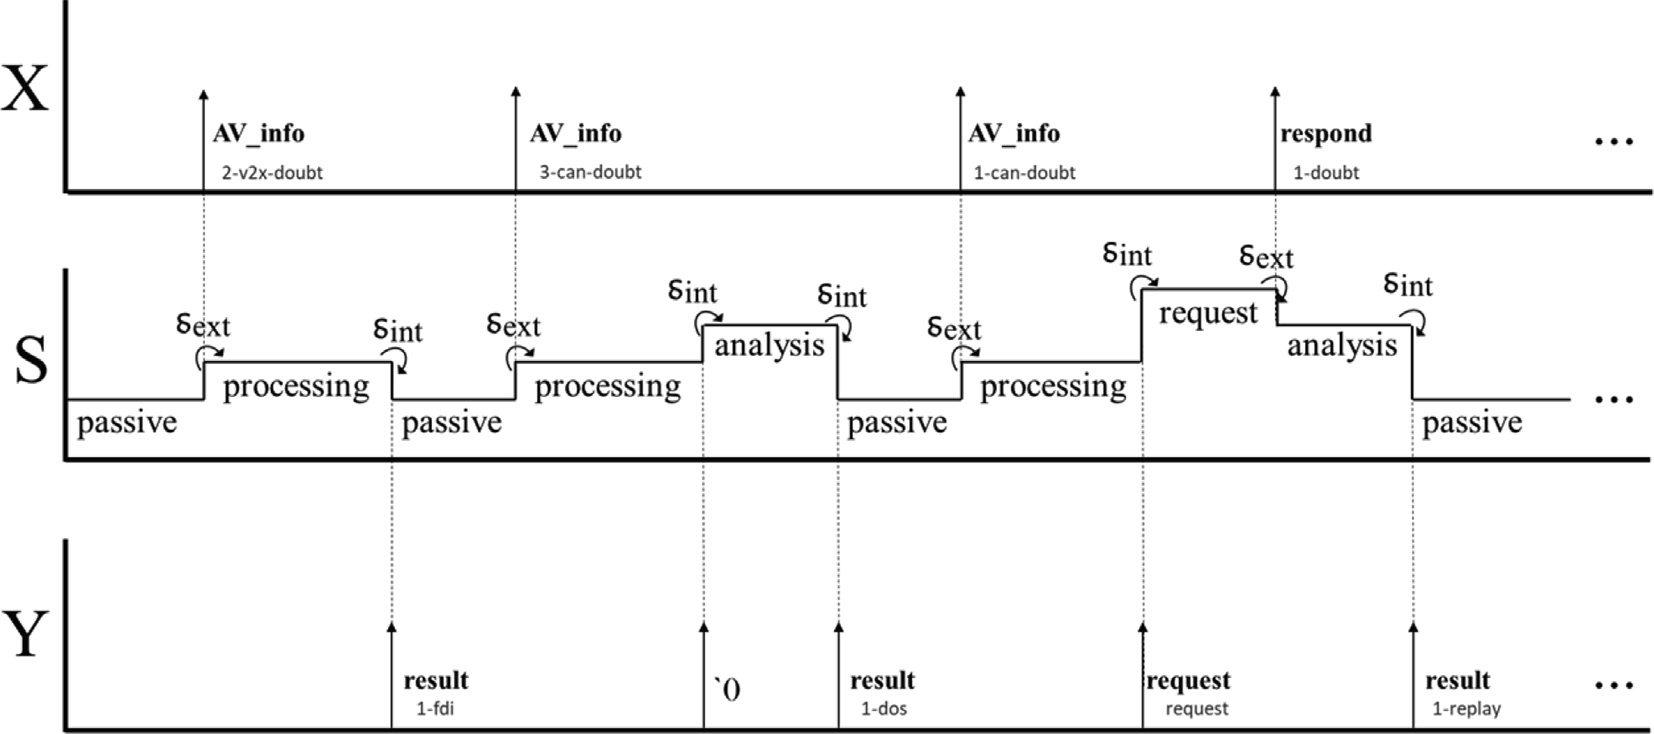 X
AV_info
2-v2x-doubt
AV_info
3-can-doubt
AV_info
1-can-doubt
respond
1-doubt
...
S
passive
δext
processing
δint
passive
δext
processing
δint
analysis
δint
passive
δext
processing
δint
request
δext
analysis
δint
passive
...
Y
result
1-fdi
`()
result
1-dos
request
request
result
1-replay
...